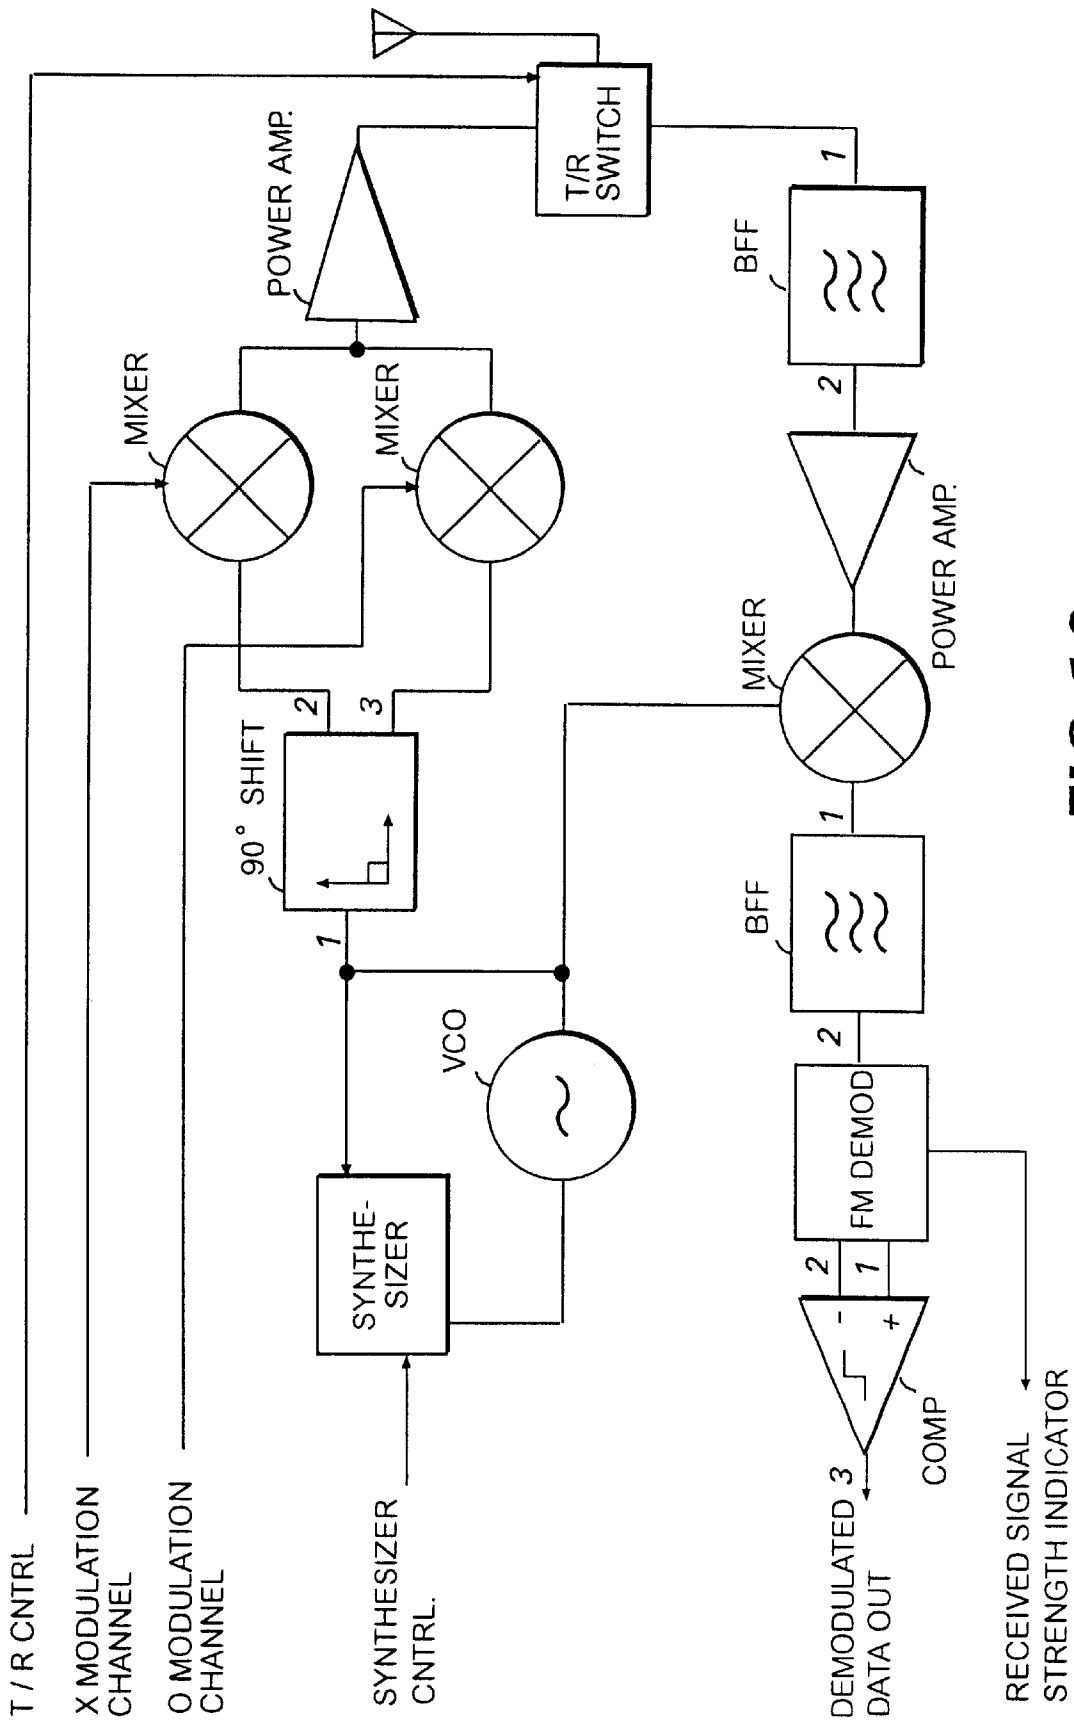 T / R CNTRL
X MODULATION
CHANNEL
O MODULATION
CHANNEL
SYNTHESIZER
CNTRL.
SYNTHE-
SIZER
VCO
90° SHIFT
1
2
3
MIXER
MIXER
POWER AMP.
T/R
SWITCH
1
BFF
2
POWER AMP.
MIXER
1
BFF
2
FM DEMOD
2
1
-
+
COMP
3
DEMODULATED
DATA OUT
RECEIVED SIGNAL
STRENGTH INDICATOR